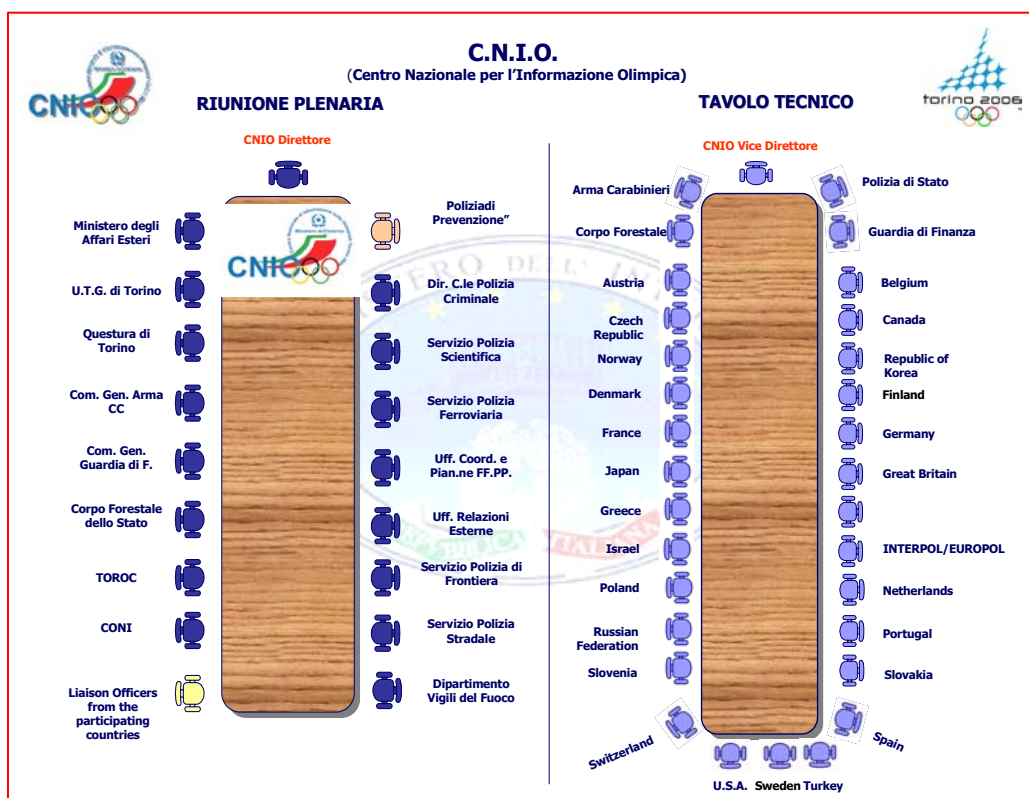 C.N.I.O.
(Centro Nazionale per l'Informazione Olimpica)
CNIO
torino 2006
RIUNIONE PLENARIA
CNIO Direttore
Ministero degli
Affari Esteri
U.T.G. di Torino
Questura di
Torino
Com. Gen. Arma
CC
Com. Gen.
Guardia di F.
Corpo Forestale
dello Stato
TOROC
CONI
Liaison Officers
from the
participating
countries
CNIO
Poliziadi
Prevenzione”
Dir. C.le Polizia
Criminale
Servizio Polizia
Scientifica
Servizio Polizia
Ferroviaria
Uff. Coord. e
Pian.ne FF.PP.
Uff. Relazioni
Esterne
Servizio Polizia di
Frontiera
Servizio Polizia
Stradale
Dipartimento
Vigili del Fuoco
TAVOLO TECNICO
CNIO Vice Direttore
Arma Carabinieri
Corpo Forestale
Austria
Czech
Republic
Norway
Denmark
France
Japan
Greece
Israel
Poland
Russian
Federation
Slovenia
Switzerland
Polizia di Stato
Guardia di Finanza
Belgium
Canada
Republic of
Korea
Finland
Germany
Great Britain
INTERPOL/EUROPOL
Netherlands
Portugal
Slovakia
Spain
U.S.A. Sweden Turkey